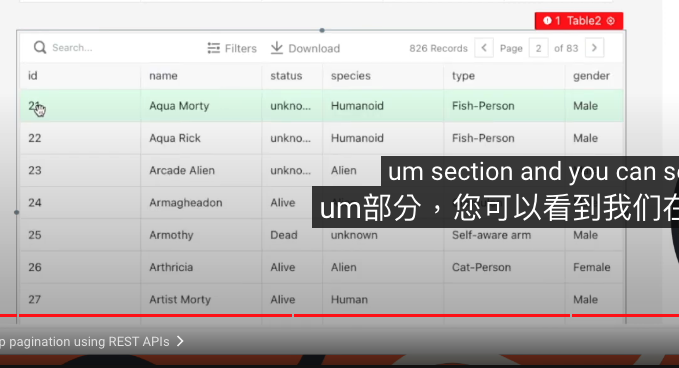 1 Table2
Search... Filters Download 826 Records Page 2 of 83
id name status species type gender
21 Aqua Morty unkno... Humanoid Fish-Person Male
22 Aqua Rick unkno... Humanoid Fish-Person Male
23 Arcade Alien unkno... Alien
um section and you can s
um部分，您可以看到我們在
24 Armagheadon Alive
25 Armothy Dead unknown Self-aware arm Male
26 Arthricia Alive Alien Cat-Person Female
27 Artist Morty Alive Human Male
p pagination using REST APIs